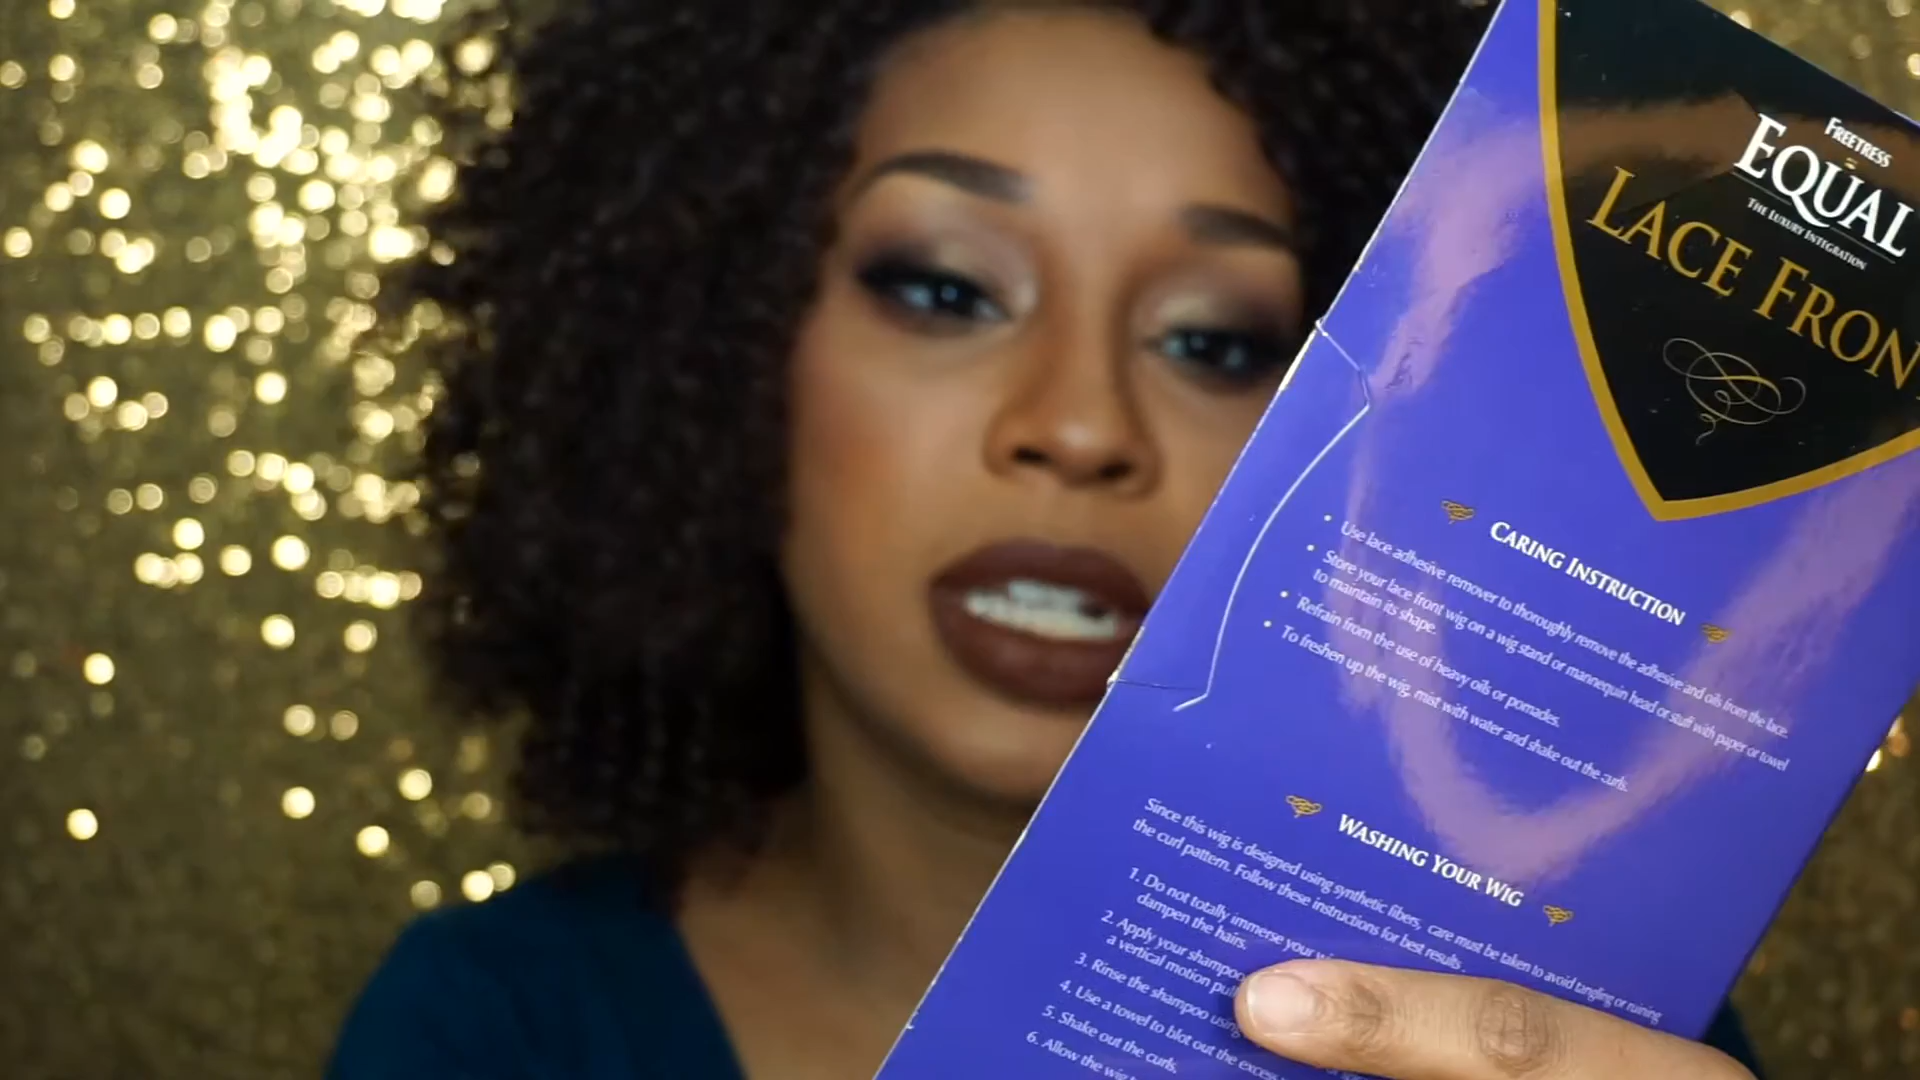 FREETRESS
EQUAL
THE LUXURY INTEGRATION
LACE FRON
CARING INSTRUCTION
• Use lace adhesive remover to thoroughly remove the adhesive and oils from the lace.
• Store your lace front wig on a wig stand or mannequin head or stuff with paper or towel
to maintain its shape.
• Refrain from the use of heavy oils or pomades.
• To freshen up the wig, mist with water and shake out the curls.
WASHING YOUR WIG
Since this wig is designed using synthetic fibers, care must be taken to avoid tangling or ruining
the curl pattern. Follow these instructions for best results.
1. Do not totally immerse your
dampen the hairs.
2. Apply your shampoo
a vertical motion
3. Rinse the shampoo using
4. Use a towel to blot out the excess
5. Shake out the curls.
6. Allow the wig